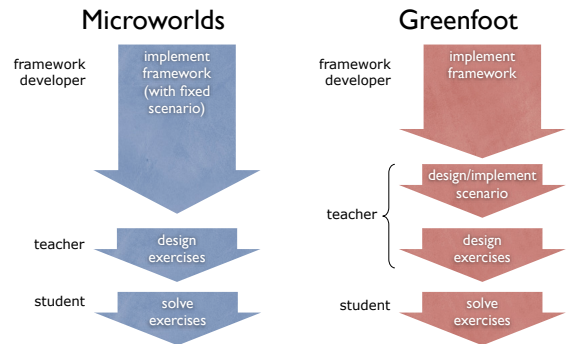 Microworlds
framework
developer
implement
framework
(with fixed
scenario)
teacher
design
exercises
student
solve
exercises
Greenfoot
framework
developer
implement
framework
teacher
design/implement
scenario
design
exercises
student
solve
exercises